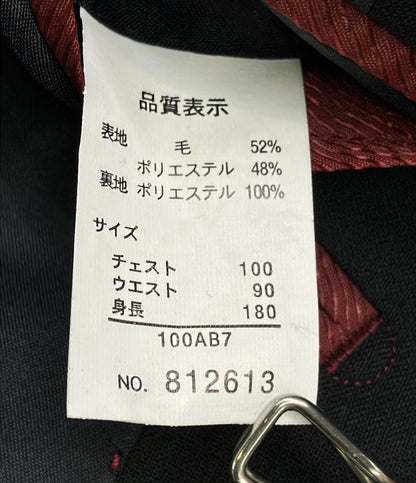 品質表示
表地 毛 52%
ポリエステル 48%
裏地 ポリエステル 100%
サイズ
チェスト 100
ウエスト 90
身長 180
100AB7
NO. 812613